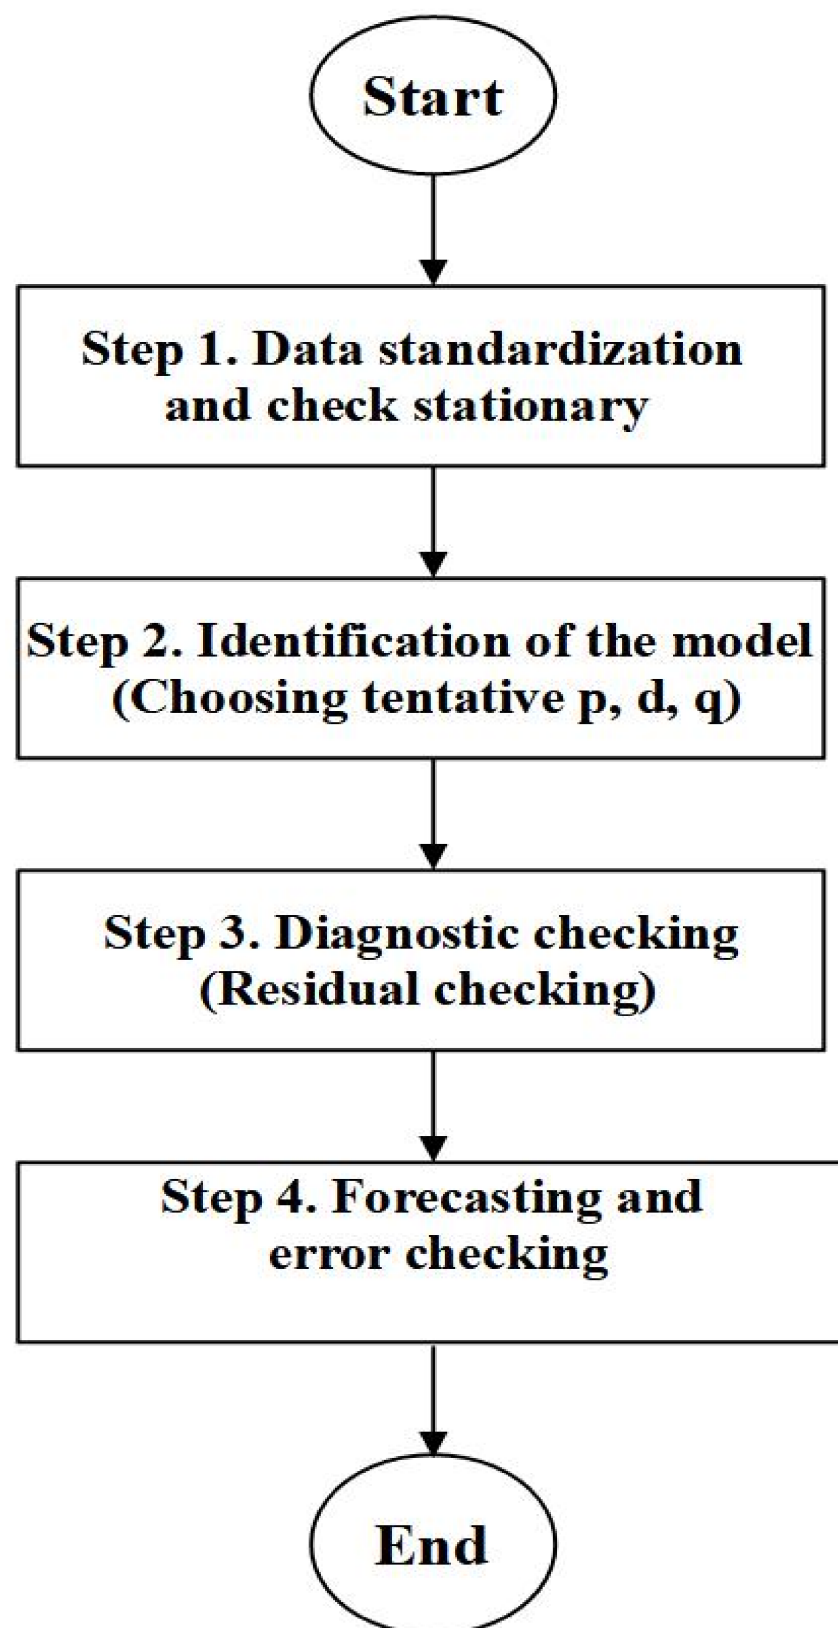 Start
Step 1. Data standardization
and check stationary
Step 2. Identification of the model
(Choosing tentative p, d, q)
Step 3. Diagnostic checking
(Residual checking)
Step 4. Forecasting and
error checking
End